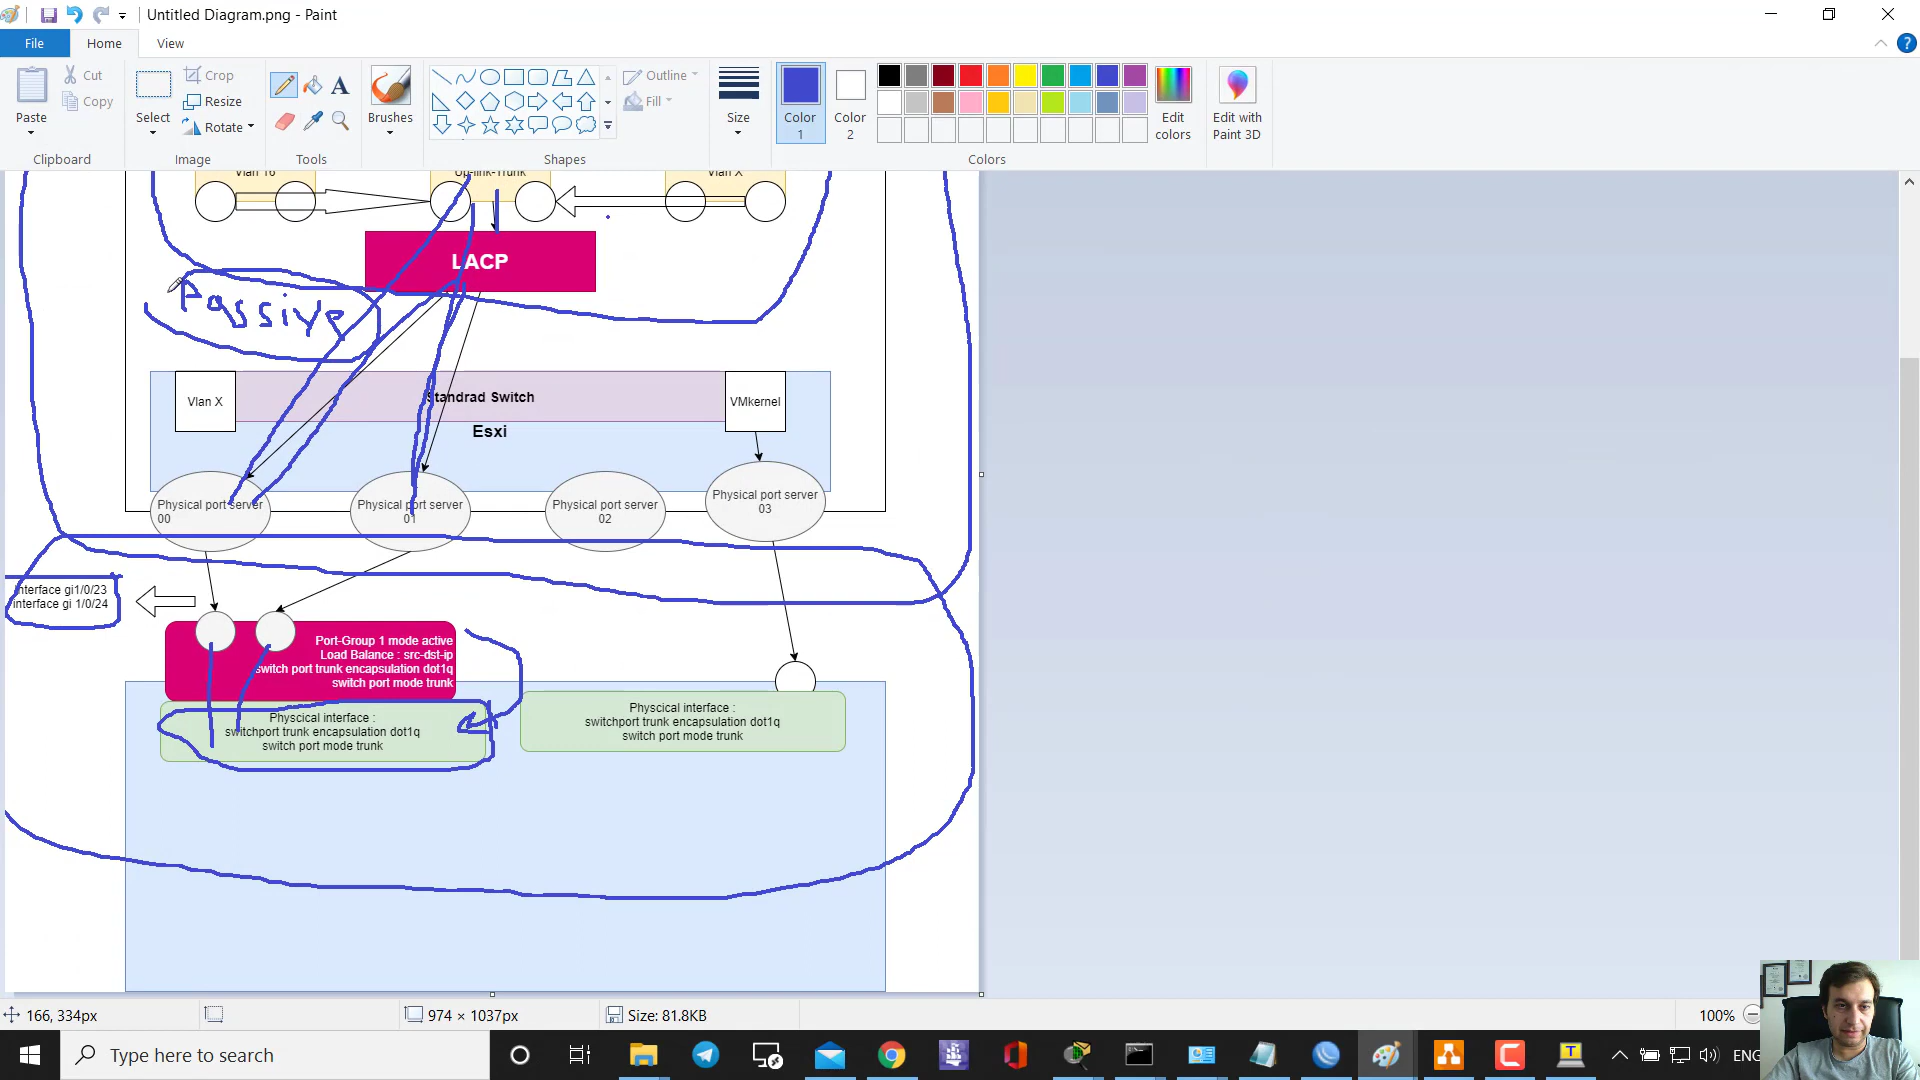 Untitled Diagram.png - Paint
File
Home
View
Paste
Cut
Copy
Clipboard
Select
Crop
Resize
Rotate
Image
Tools
Brushes
Outline
Fill
Shapes
Size
Color
1
Color
2
Edit
colors
Edit with
Paint 3D
Colors
Vlan 16
Up-link-Trunk
Vlan X
LACP
Passive
Vlan X
Standrad Switch
VMkernel
Esxi
Physical port server
00
Physical port server
01
Physical port server
02
Physical port server
03
interface gi1/0/23
interface gi 1/0/24
Port-Group 1 mode active
Load Balance : src-dst-ip
switch port trunk encapsulation dot1q
switch port mode trunk
Physcical interface :
switchport trunk encapsulation dot1q
switch port mode trunk
Physcical interface :
switchport trunk encapsulation dot1q
switch port mode trunk
166, 334px
974 × 1037px
Size: 81.8KB
100%
Type here to search
ENG